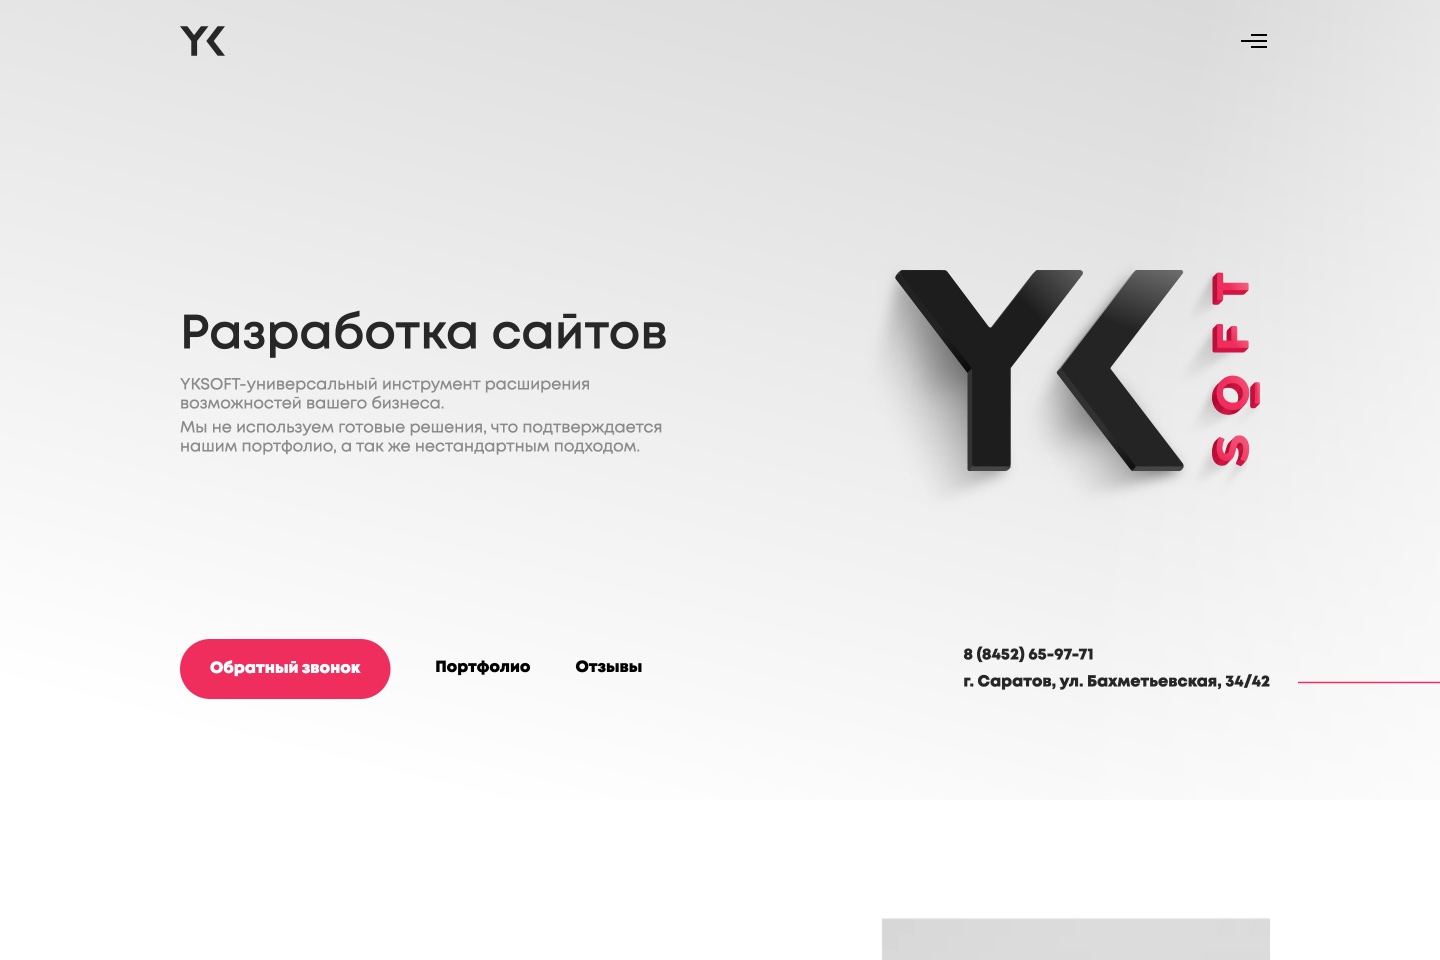 YK
Разработка сайтов
YKSOFT-универсальный инструмент расширения
возможностей вашего бизнеса.
Мы не используем готовые решения, что подтверждается
нашим портфолио, а так же нестандартным подходом.
YK
SOFT
Обратный звонок
Портфолио
Отзывы
8 (8452) 65-97-71
г. Саратов, ул. Бахметьевская, 34/42